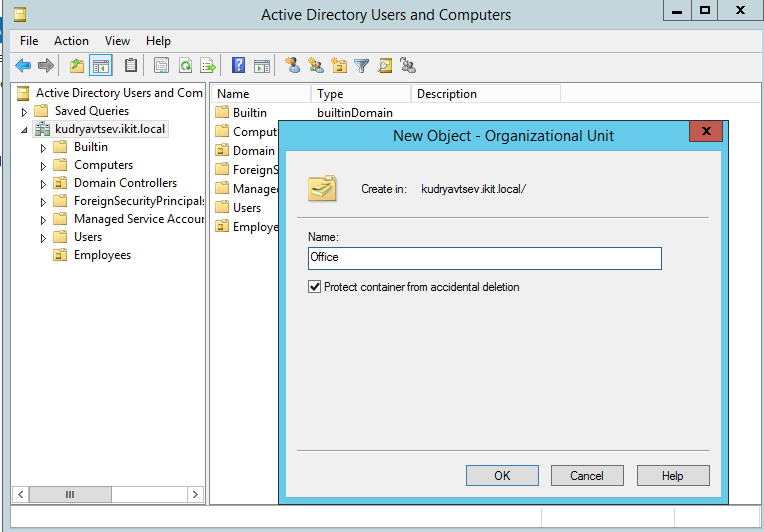 Active Directory Users and Computers
File Action View Help
Active Directory Users and Com
Saved Queries
kudryavtsev.ikit.local
Builtin
Computers
Domain Controllers
ForeignSecurityPrincipals
Managed Service Accour
Users
Employees
Name Type Description
Builtin builtinDomain
Comput
Domain
ForeignS
Managed
Users
Employe
New Object - Organizational Unit
Create in: kudryavtsev.ikit.local/
Name:
Office
Protect container from accidental deletion
OK Cancel Help